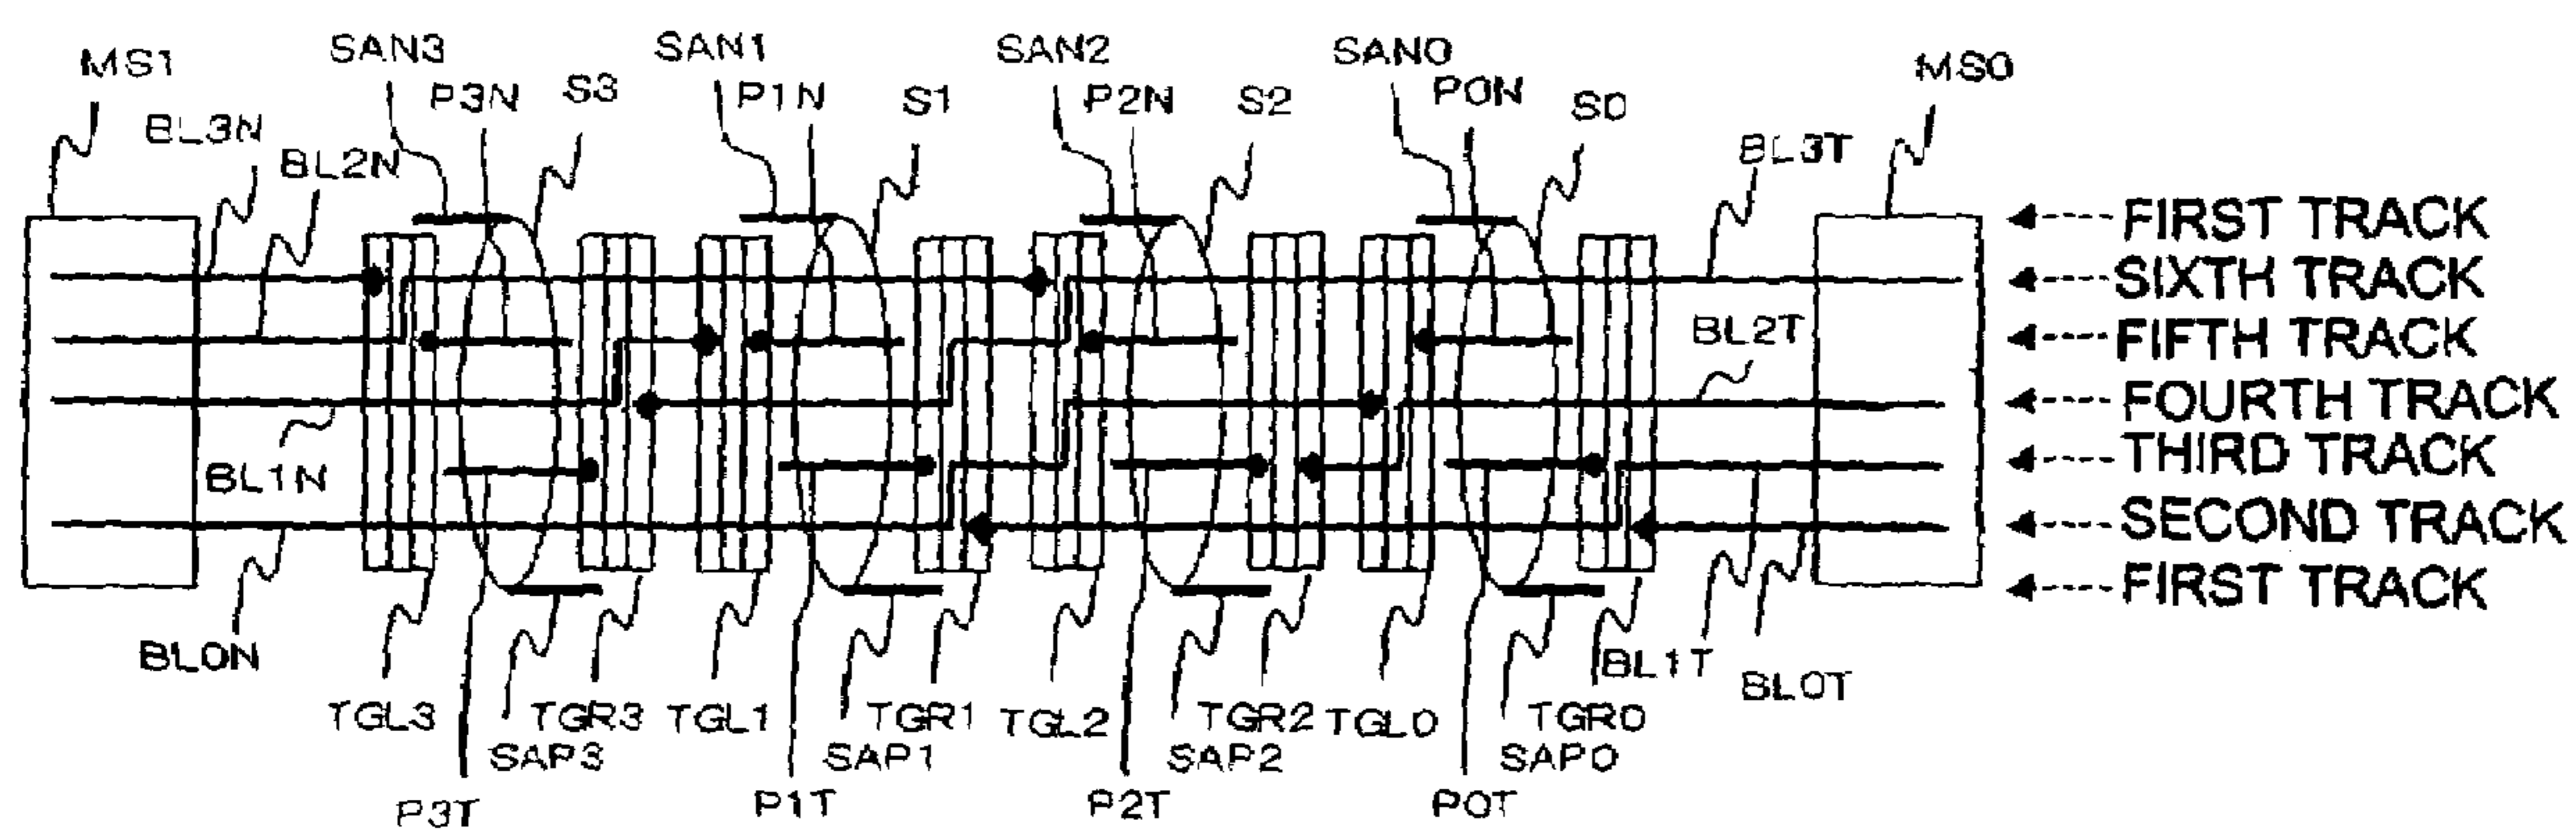 MS1
SAN3
SAN1
SAN2
SAN0
MS0
P3N
S3
P1N
S1
P2N
S2
P0N
S0
BL3N
BL2N
BL3T
BL2T
FIRST TRACK
SIXTH TRACK
FIFTH TRACK
FOURTH TRACK
THIRD TRACK
SECOND TRACK
FIRST TRACK
BL1N
BL0N
BL1T
BL0T
TGL3
TGR3
TGL1
TGR1
TGL2
TGR2
TGL0
TGR0
SAP3
SAP1
SAP2
SAP0
P3T
P1T
P2T
P0T